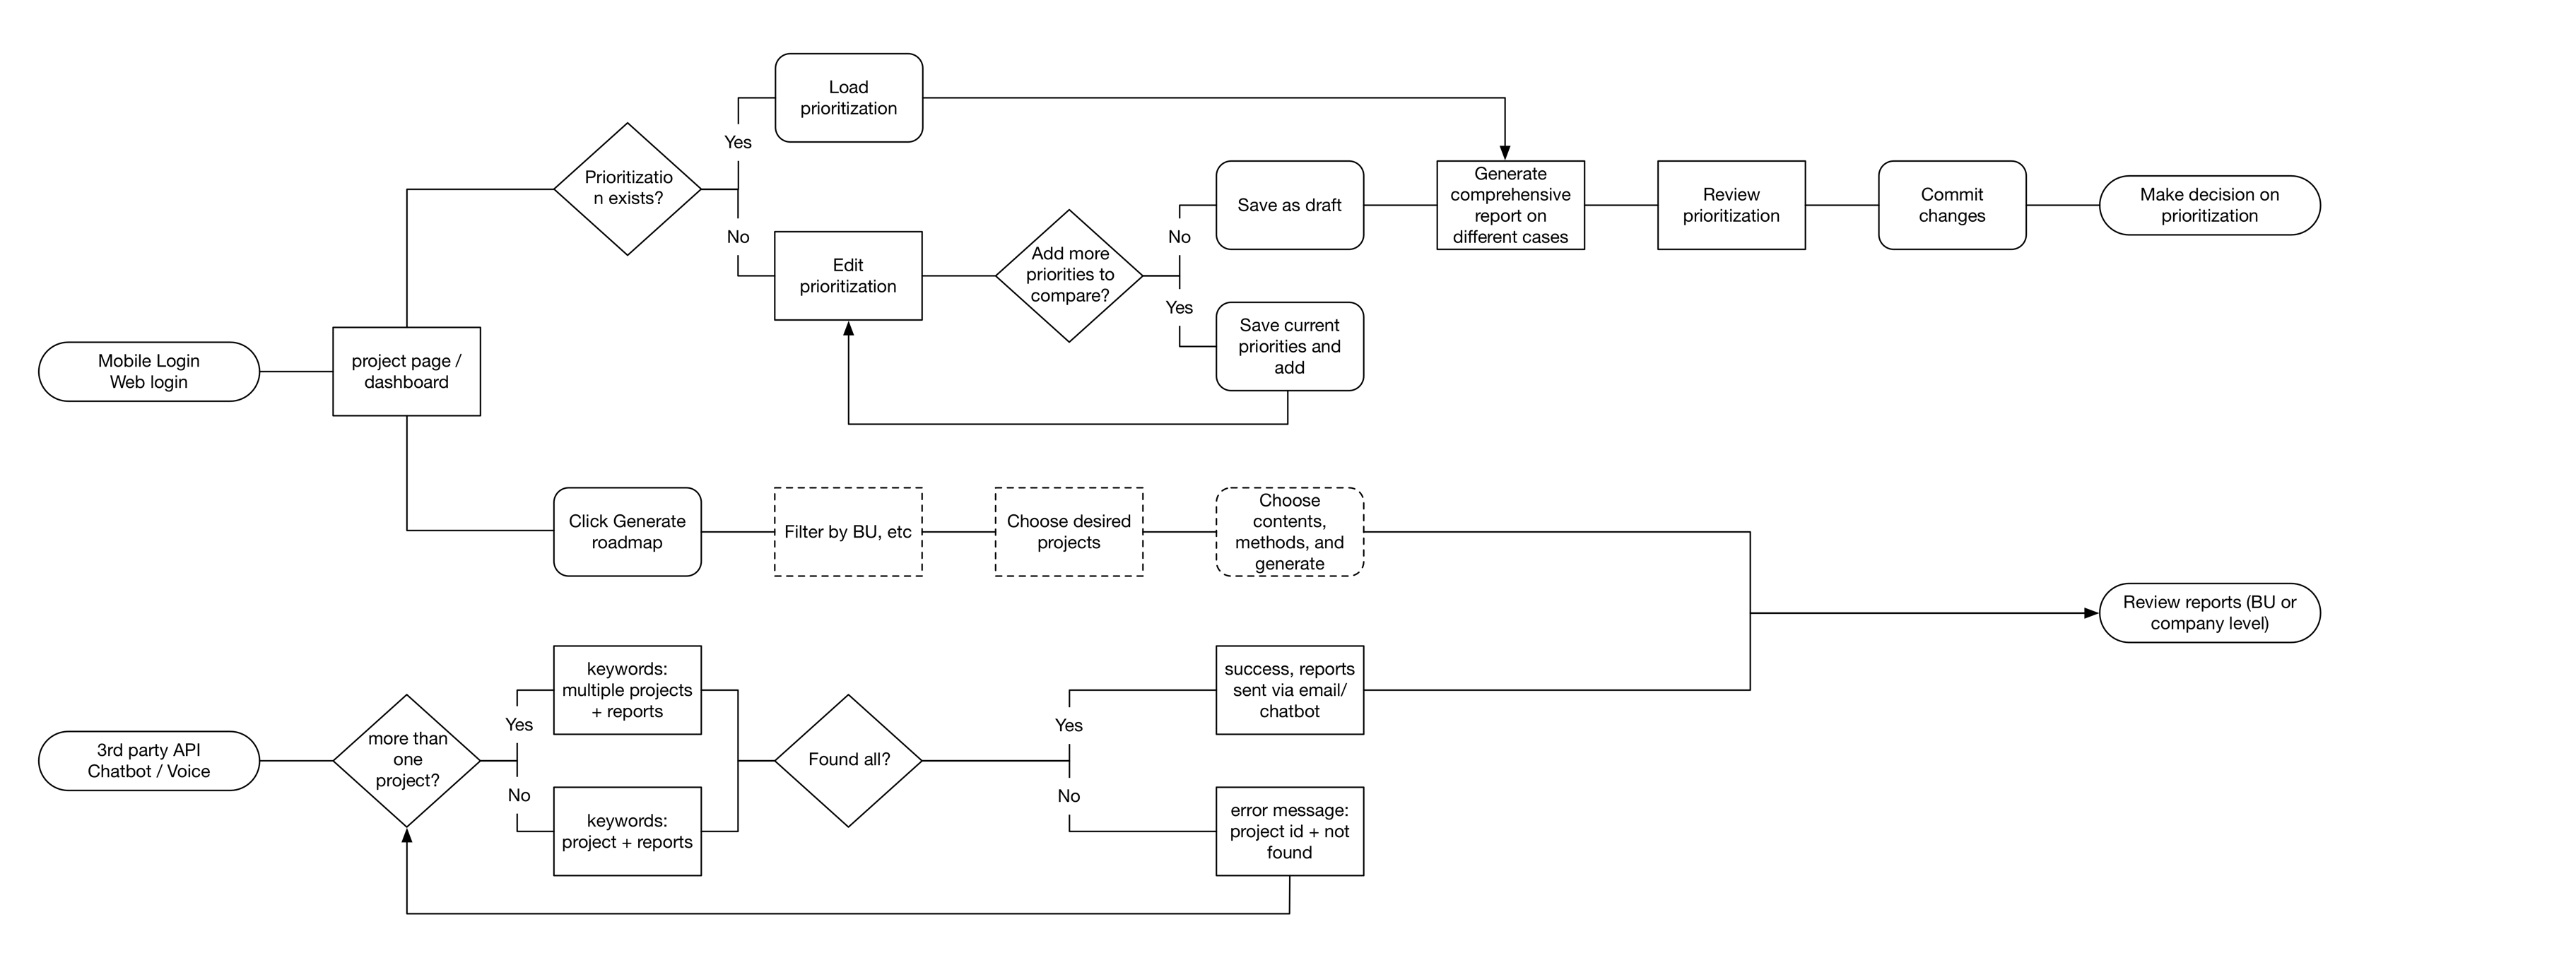 Load
prioritization
Yes
Prioritizatio
n exists?
No
Edit
prioritization
Add more
priorities to
compare?
No
Save as draft
Yes
Save current
priorities and
add
Generate
comprehensive
report on
different cases
Review
prioritization
Commit
changes
Make decision on
prioritization
Mobile Login
Web login
project page /
dashboard
Click Generate
roadmap
Filter by BU, etc
Choose desired
projects
Choose
contents,
methods, and
generate
Review reports (BU or
company level)
3rd party API
Chatbot / Voice
more than
one
project?
Yes
keywords:
multiple projects
+ reports
No
keywords:
project + reports
Found all?
Yes
success, reports
sent via email/
chatbot
No
error message:
project id + not
found